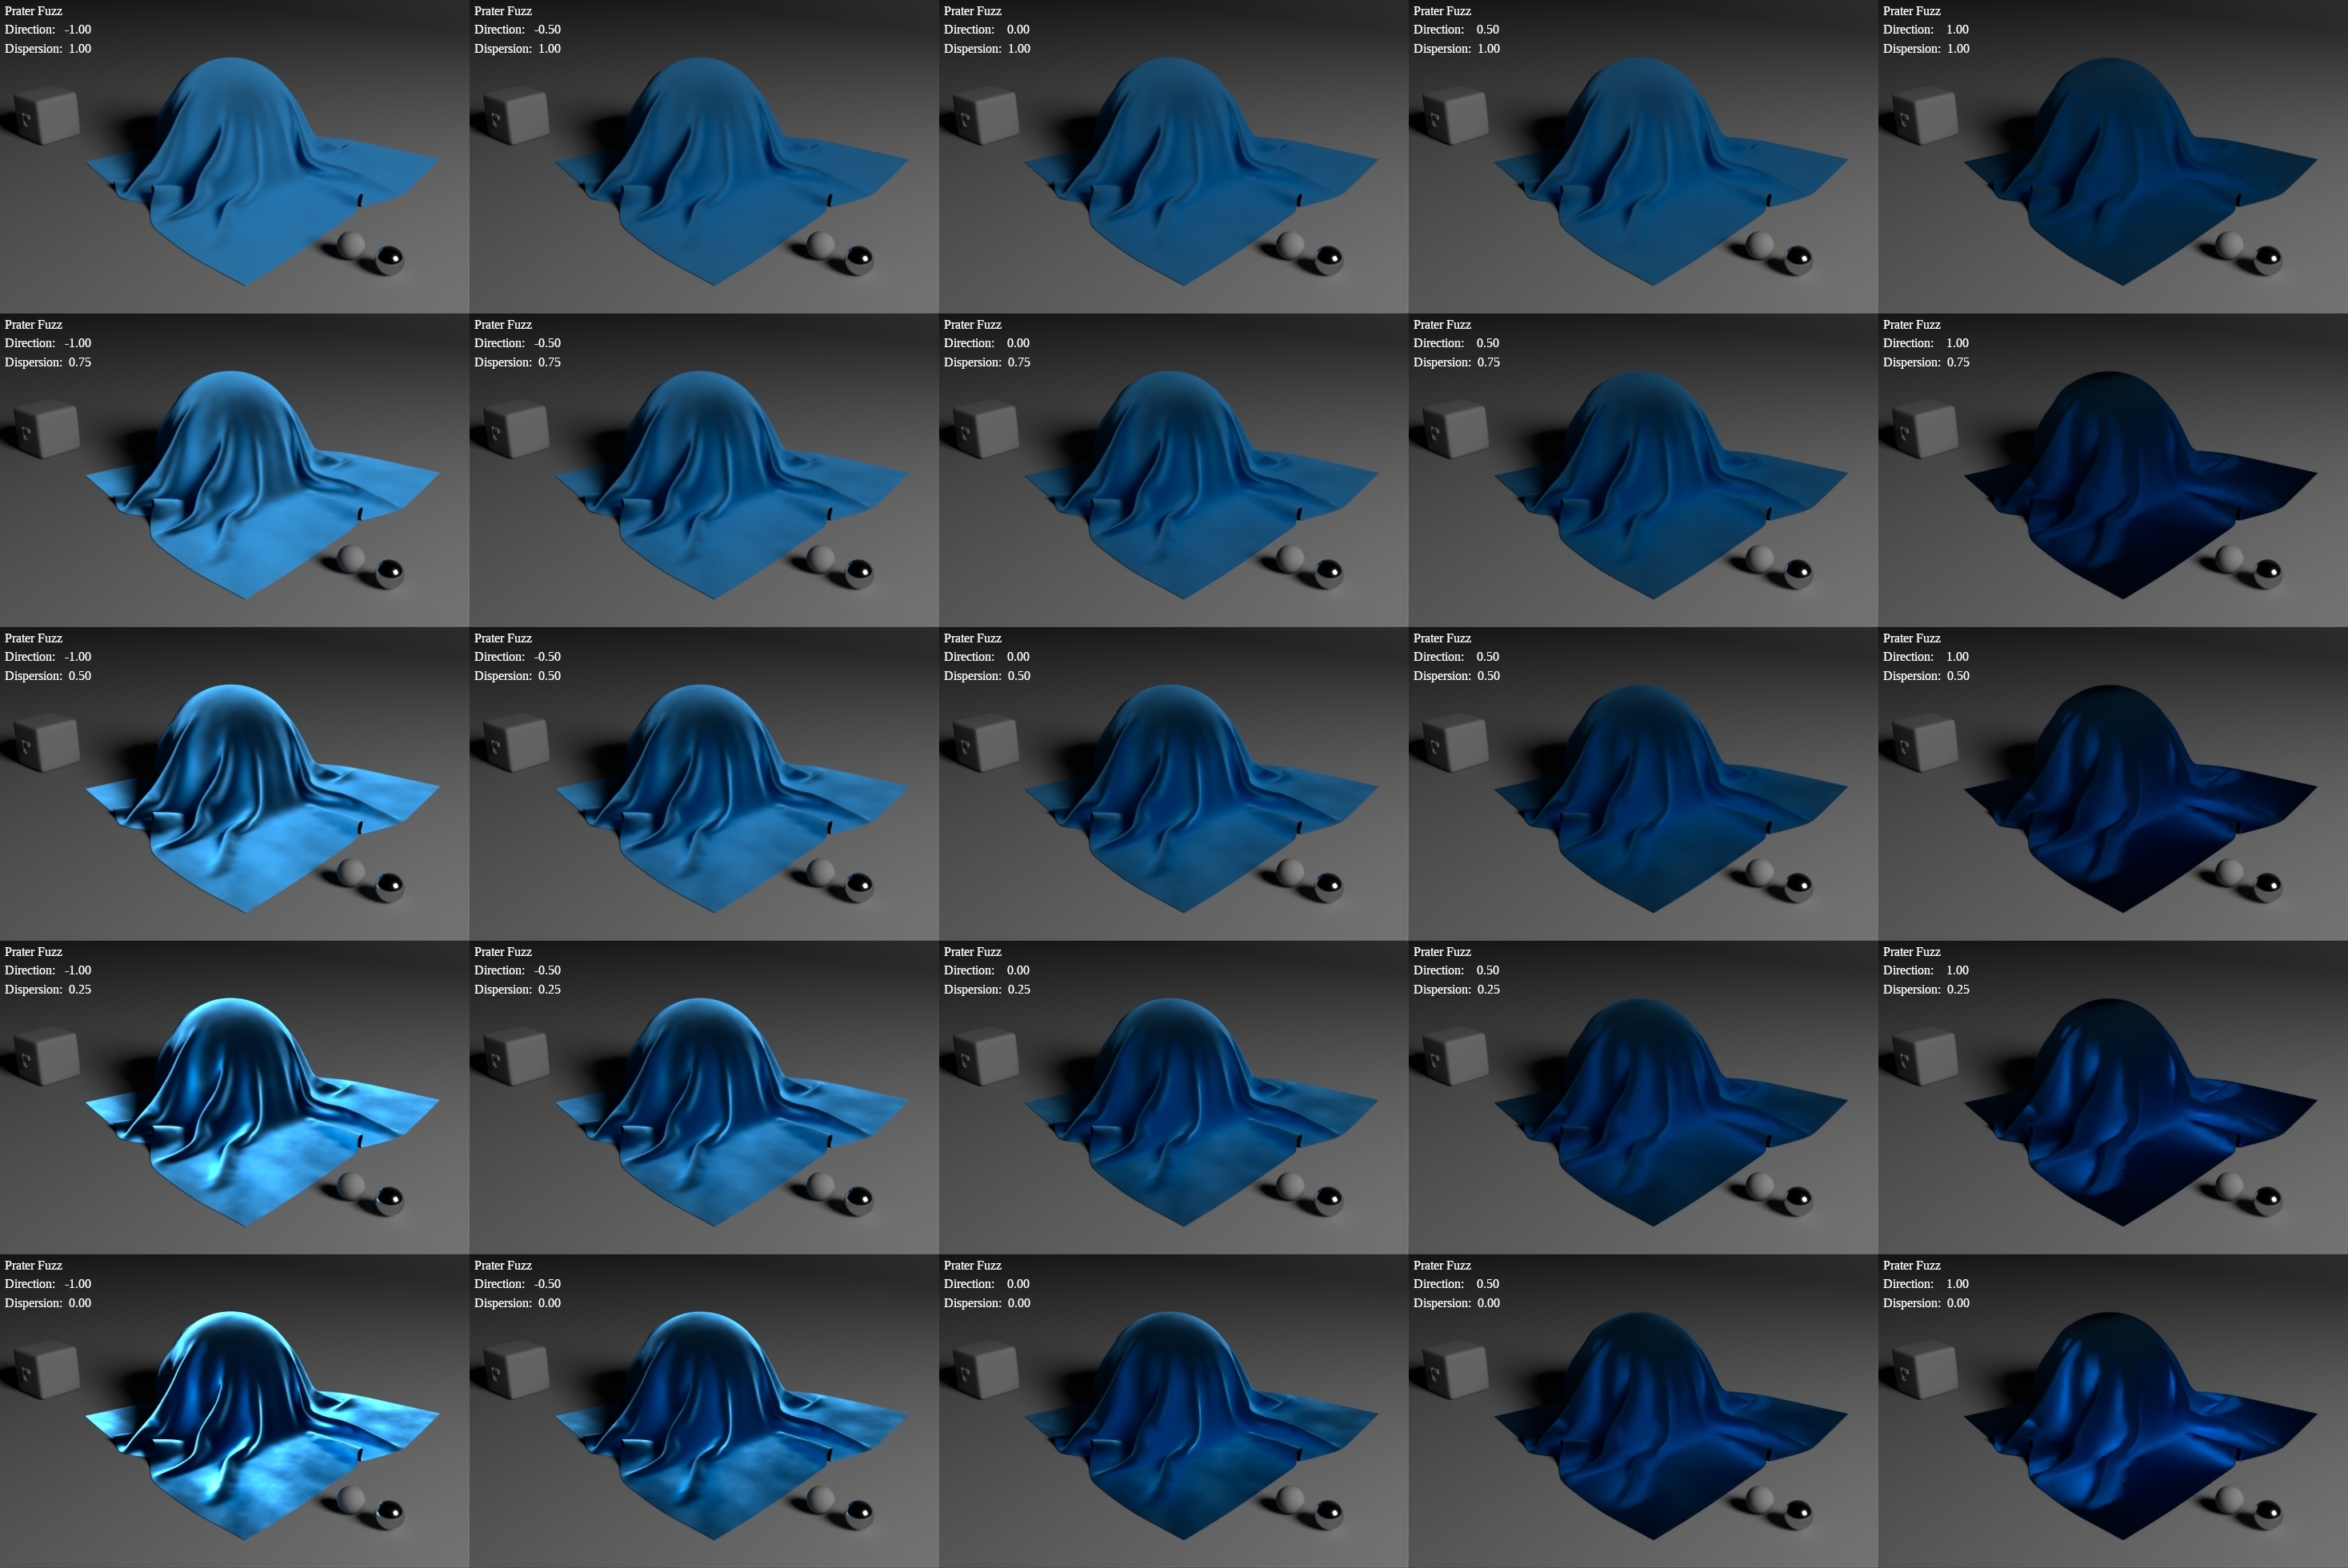 Prater Fuzz
Direction: -1.00
Dispersion: 1.00
Prater Fuzz
Direction: -0.50
Dispersion: 1.00
Prater Fuzz
Direction: 0.00
Dispersion: 1.00
Prater Fuzz
Direction: 0.50
Dispersion: 1.00
Prater Fuzz
Direction: 1.00
Dispersion: 1.00
Prater Fuzz
Direction: -1.00
Dispersion: 0.75
Prater Fuzz
Direction: -0.50
Dispersion: 0.75
Prater Fuzz
Direction: 0.00
Dispersion: 0.75
Prater Fuzz
Direction: 0.50
Dispersion: 0.75
Prater Fuzz
Direction: 1.00
Dispersion: 0.75
Prater Fuzz
Direction: -1.00
Dispersion: 0.50
Prater Fuzz
Direction: -0.50
Dispersion: 0.50
Prater Fuzz
Direction: 0.00
Dispersion: 0.50
Prater Fuzz
Direction: 0.50
Dispersion: 0.50
Prater Fuzz
Direction: 1.00
Dispersion: 0.50
Prater Fuzz
Direction: -1.00
Dispersion: 0.25
Prater Fuzz
Direction: -0.50
Dispersion: 0.25
Prater Fuzz
Direction: 0.00
Dispersion: 0.25
Prater Fuzz
Direction: 0.50
Dispersion: 0.25
Prater Fuzz
Direction: 1.00
Dispersion: 0.25
Prater Fuzz
Direction: -1.00
Dispersion: 0.00
Prater Fuzz
Direction: -0.50
Dispersion: 0.00
Prater Fuzz
Direction: 0.00
Dispersion: 0.00
Prater Fuzz
Direction: 0.50
Dispersion: 0.00
Prater Fuzz
Direction: 1.00
Dispersion: 0.00